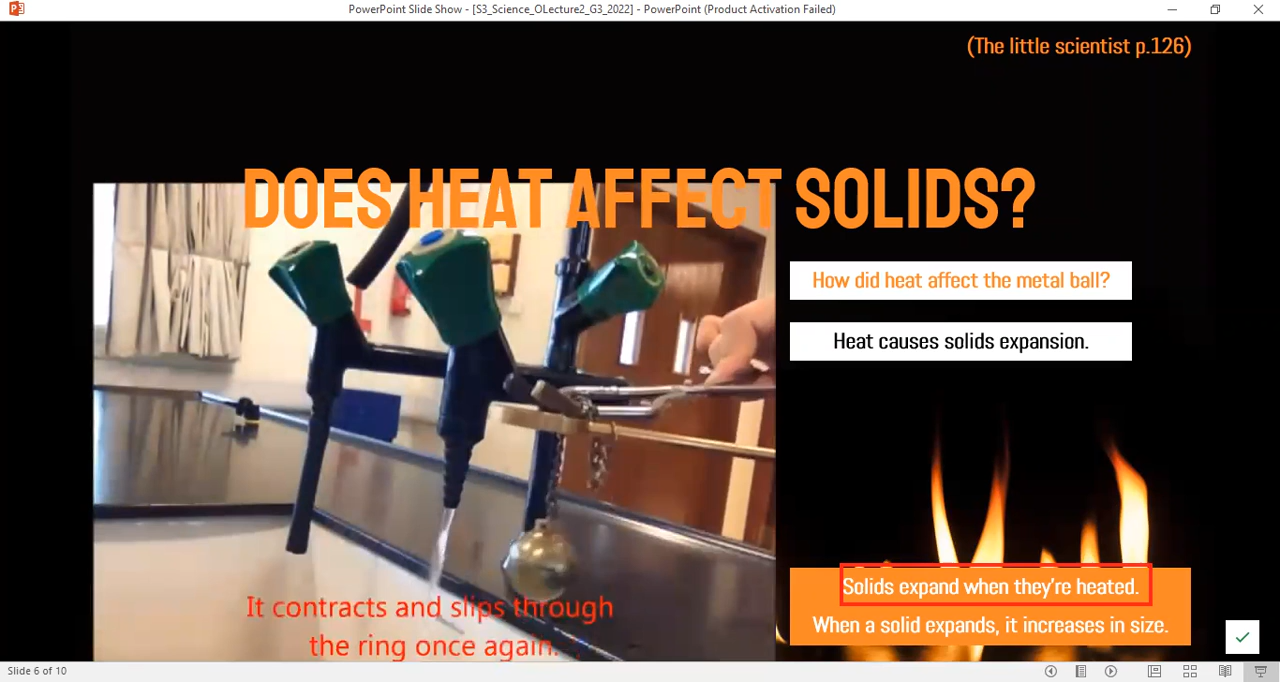 PowerPoint Slide Show - [S3_Science_OLecture2_G3_2022] - PowerPoint (Product Activation Failed)
(The little scientist p.126)
DOES HEAT AFFECT SOLIDS?
How did heat affect the metal ball?
Heat causes solids expansion.
It contracts and slips through
the ring once again.
Solids expand when they're heated.
When a solid expands, it increases in size.
Slide 6 of 10